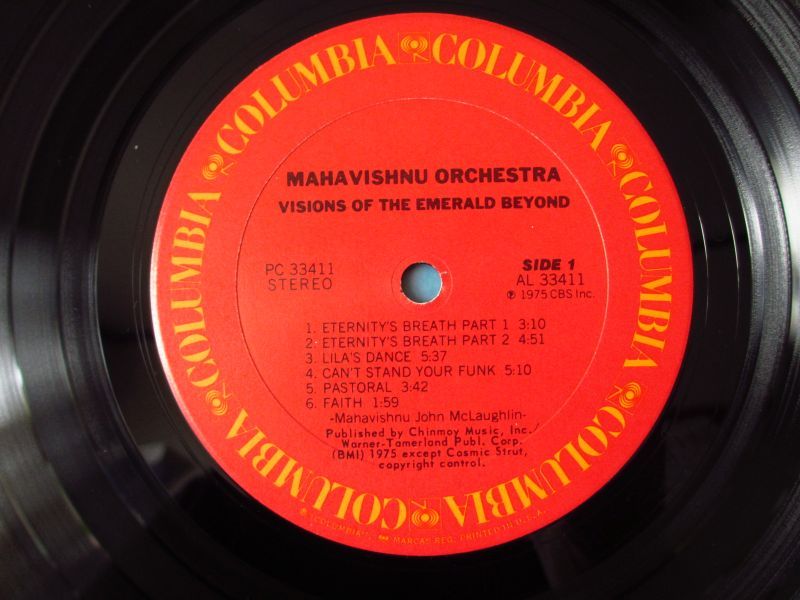 COLUMBIA COLUMBIA COLUMBIA COLUMBIA COLUMBIA COLUMBIA
MAHAVISHNU ORCHESTRA
VISIONS OF THE EMERALD BEYOND
PC 33411
STEREO
SIDE 1
AL 33411
℗ 1975 CBS Inc.
1. ETERNITY'S BREATH PART 1 3:10
2. ETERNITY'S BREATH PART 2 4:51
3. LILA'S DANCE 5:37
4. CAN'T STAND YOUR FUNK 5:10
5. PASTORAL 3:42
6. FAITH 1:59
-Mahavishnu John McLaughlin-
Published by Chinmoy Music, Inc./
Warner-Tamerland Publ. Corp.
(BMI) 1975 except Cosmic Strut,
copyright control.
® "COLUMBIA", MARCAS REG. PRINTED IN U.S.A.